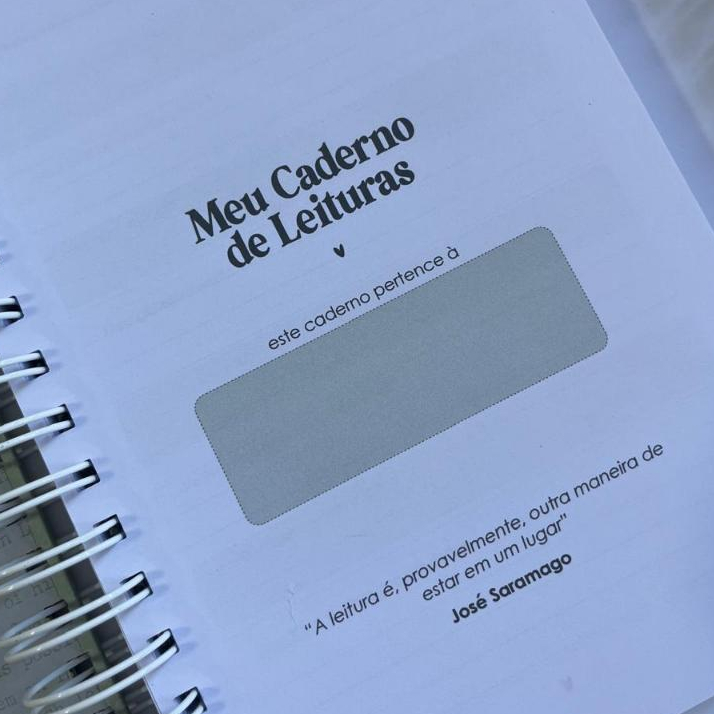 Meu Caderno
de Leituras
este caderno pertence à
“A leitura é, provavelmente, outra maneira de
estar em um lugar”
José Saramago